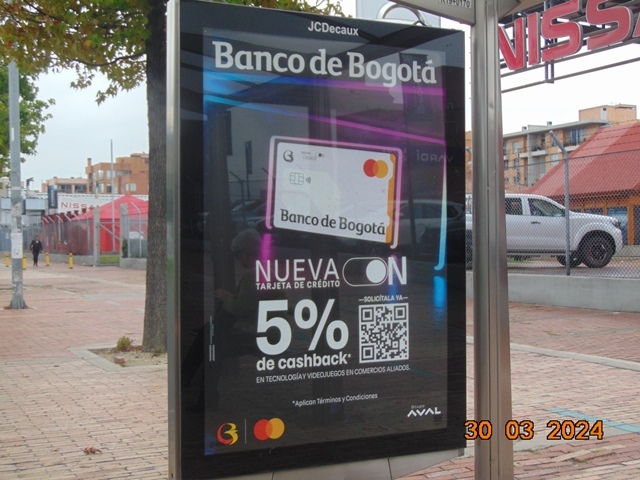 JCDecaux
Banco de Bogotá
NISSA
Banco de Bogotá
NUEVA ON
TARJETA DE CRÉDITO
SOLICÍTALA YA
5%
de cashback*
EN TECNOLOGÍA Y VIDEOJUEGOS EN COMERCIOS ALIADOS.
*Aplican Términos y Condiciones
AVAL
30 03 2024